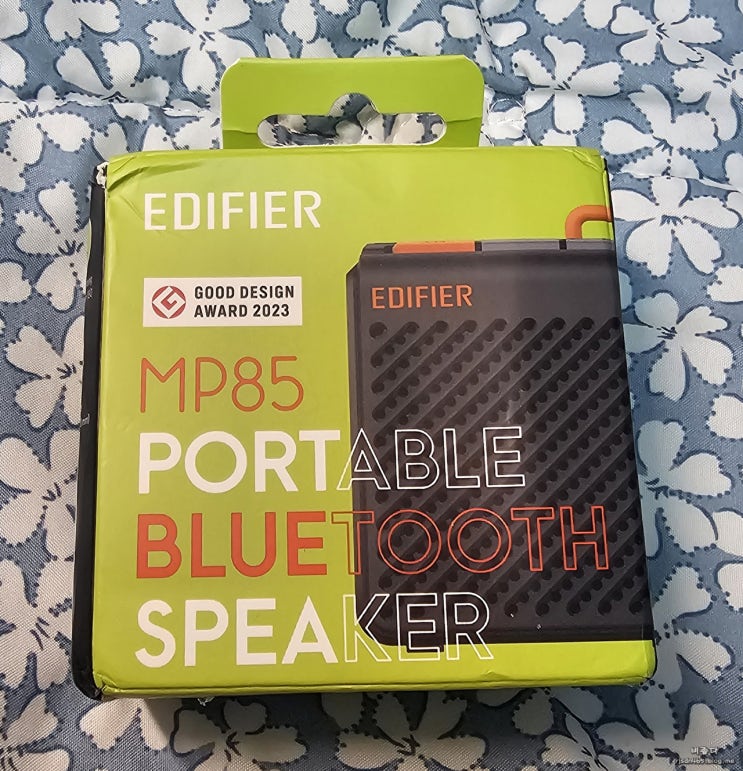 EDIFIER
GOOD DESIGN
AWARD 2023
EDIFIER
MP85
PORTABLE
BLUETOOTH
SPEAKER